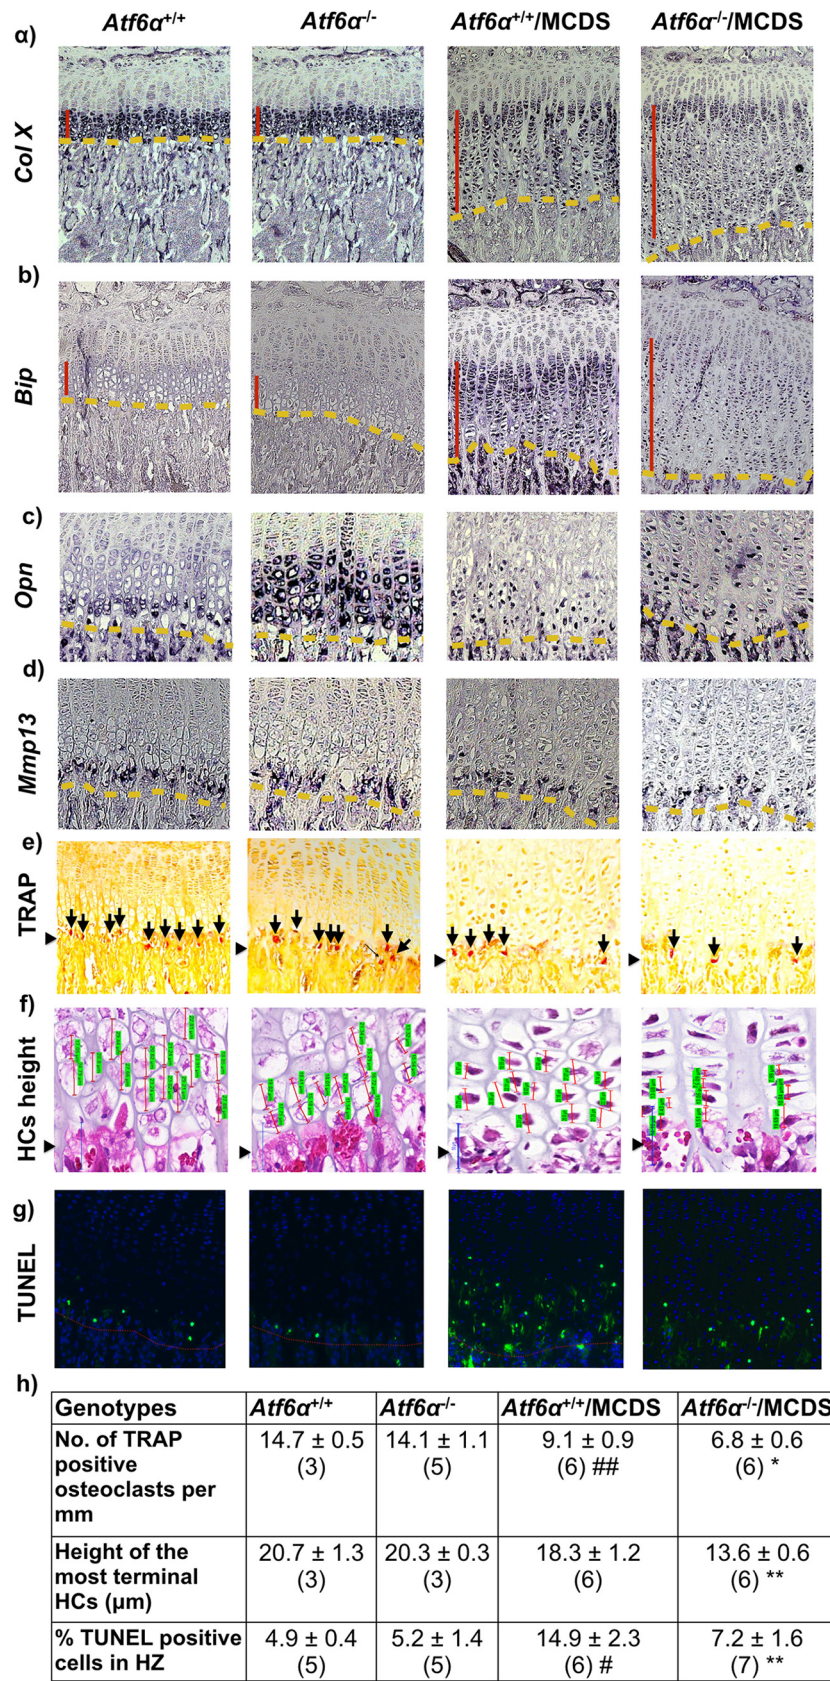 Atf6α+/+ Atf6α-/- Atf6α+/+/MCDS Atf6α-/-/MCDS
α)
Col X
b)
Bip
c)
Opn
d)
Mmp13
e)
TRAP
f)
HCs height
g)
TUNEL
h)
Genotypes Atf6α+/+ Atf6α-/- Atf6α+/+/MCDS Atf6α-/-/MCDS
No. of TRAP 14.7 ± 0.5 14.1 ± 1.1 9.1 ± 0.9 6.8 ± 0.6
positive (3) (5) (6) ## (6) *
osteoclasts per
mm
Height of the 20.7 ± 1.3 20.3 ± 0.3 18.3 ± 1.2 13.6 ± 0.6
most terminal (3) (3) (6) (6) **
HCs (µm)
% TUNEL positive 4.9 ± 0.4 5.2 ± 1.4 14.9 ± 2.3 7.2 ± 1.6
cells in HZ (5) (5) (6) # (7) **